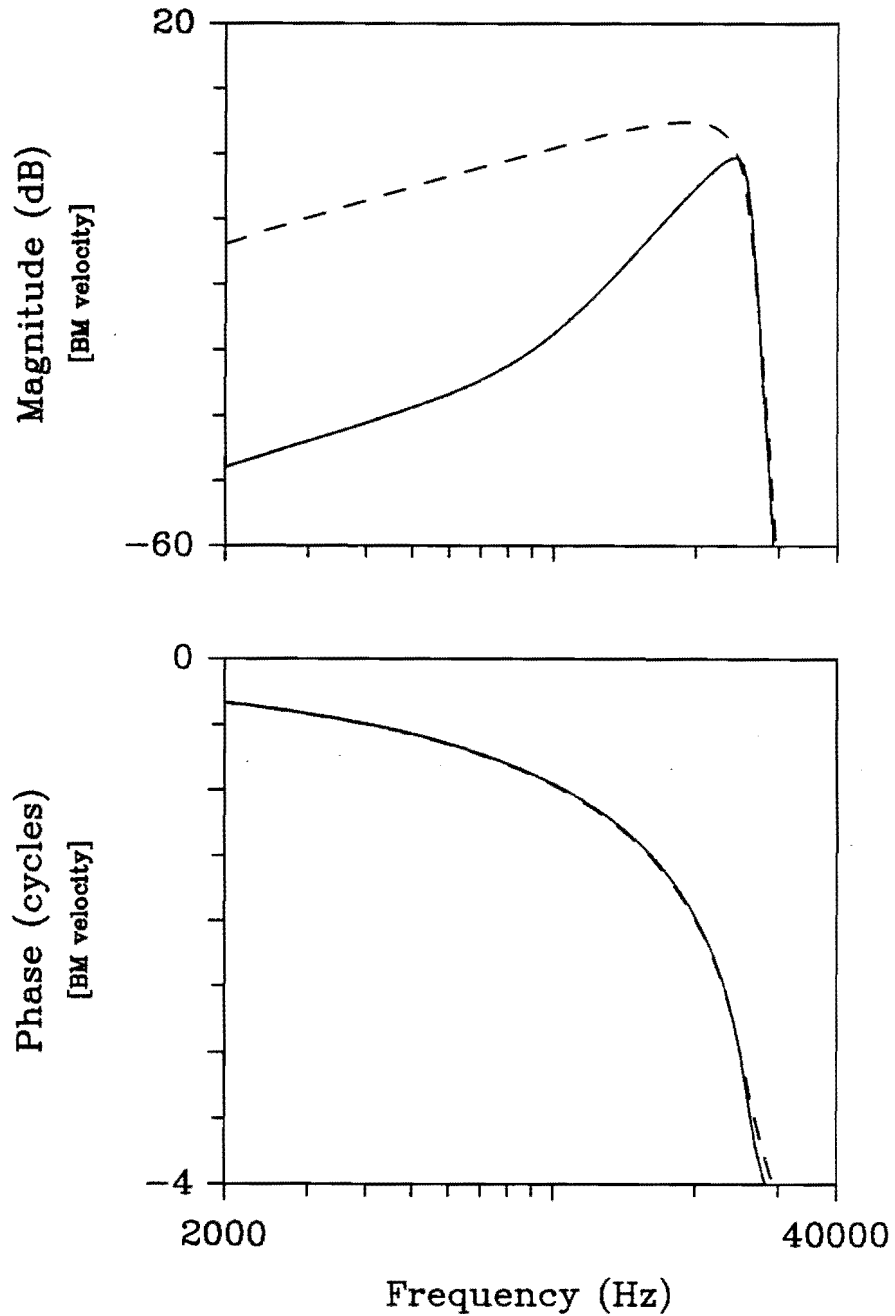 20
Magnitude (dB)
[BM velocity]
-60
0
Phase (cycles)
[BM velocity]
-4
2000
40000
Frequency (Hz)